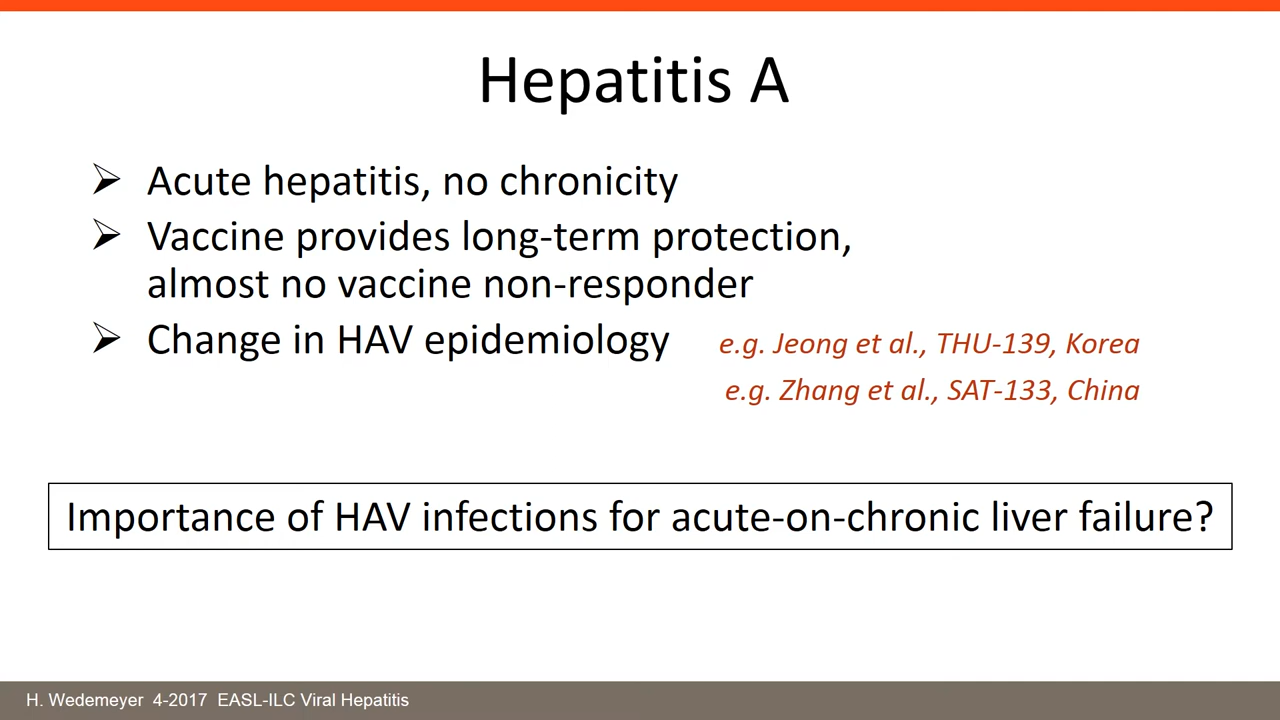 Hepatitis A
Acute hepatitis, no chronicity
Vaccine provides long-term protection,
almost no vaccine non-responder
Change in HAV epidemiology e.g. Jeong et al., THU-139, Korea
e.g. Zhang et al., SAT-133, China
Importance of HAV infections for acute-on-chronic liver failure?
H. Wedemeyer 4-2017 EASL-ILC Viral Hepatitis